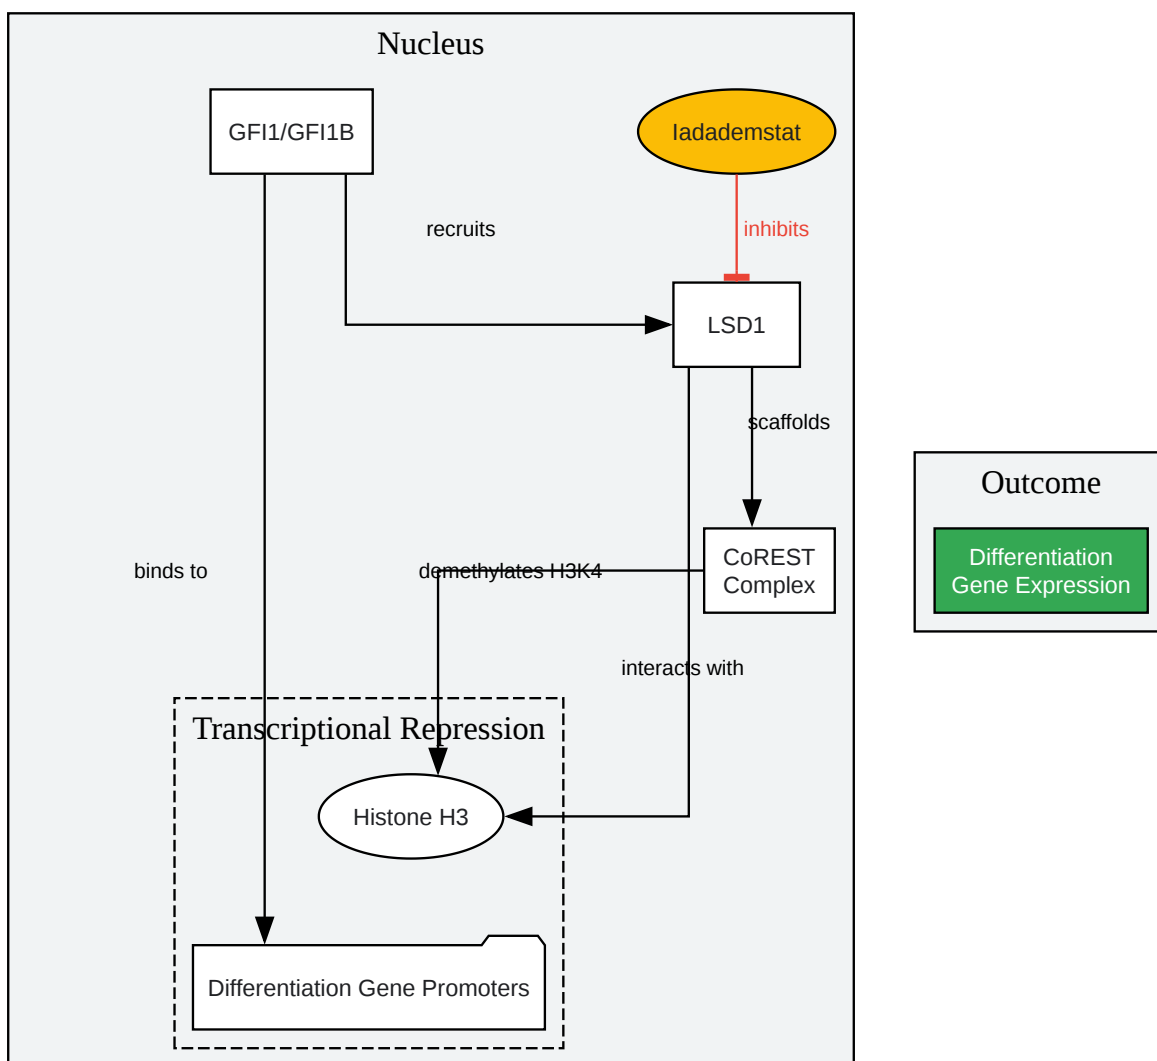 Nucleus
GFI1/GFI1B
Iadademstat
recruits
inhibits
LSD1
scaffolds
Outcome
Differentiation
Gene Expression
CoREST
Complex
binds to
demethylates H3K4
interacts with
Transcriptional Repression
Histone H3
Differentiation Gene Promoters